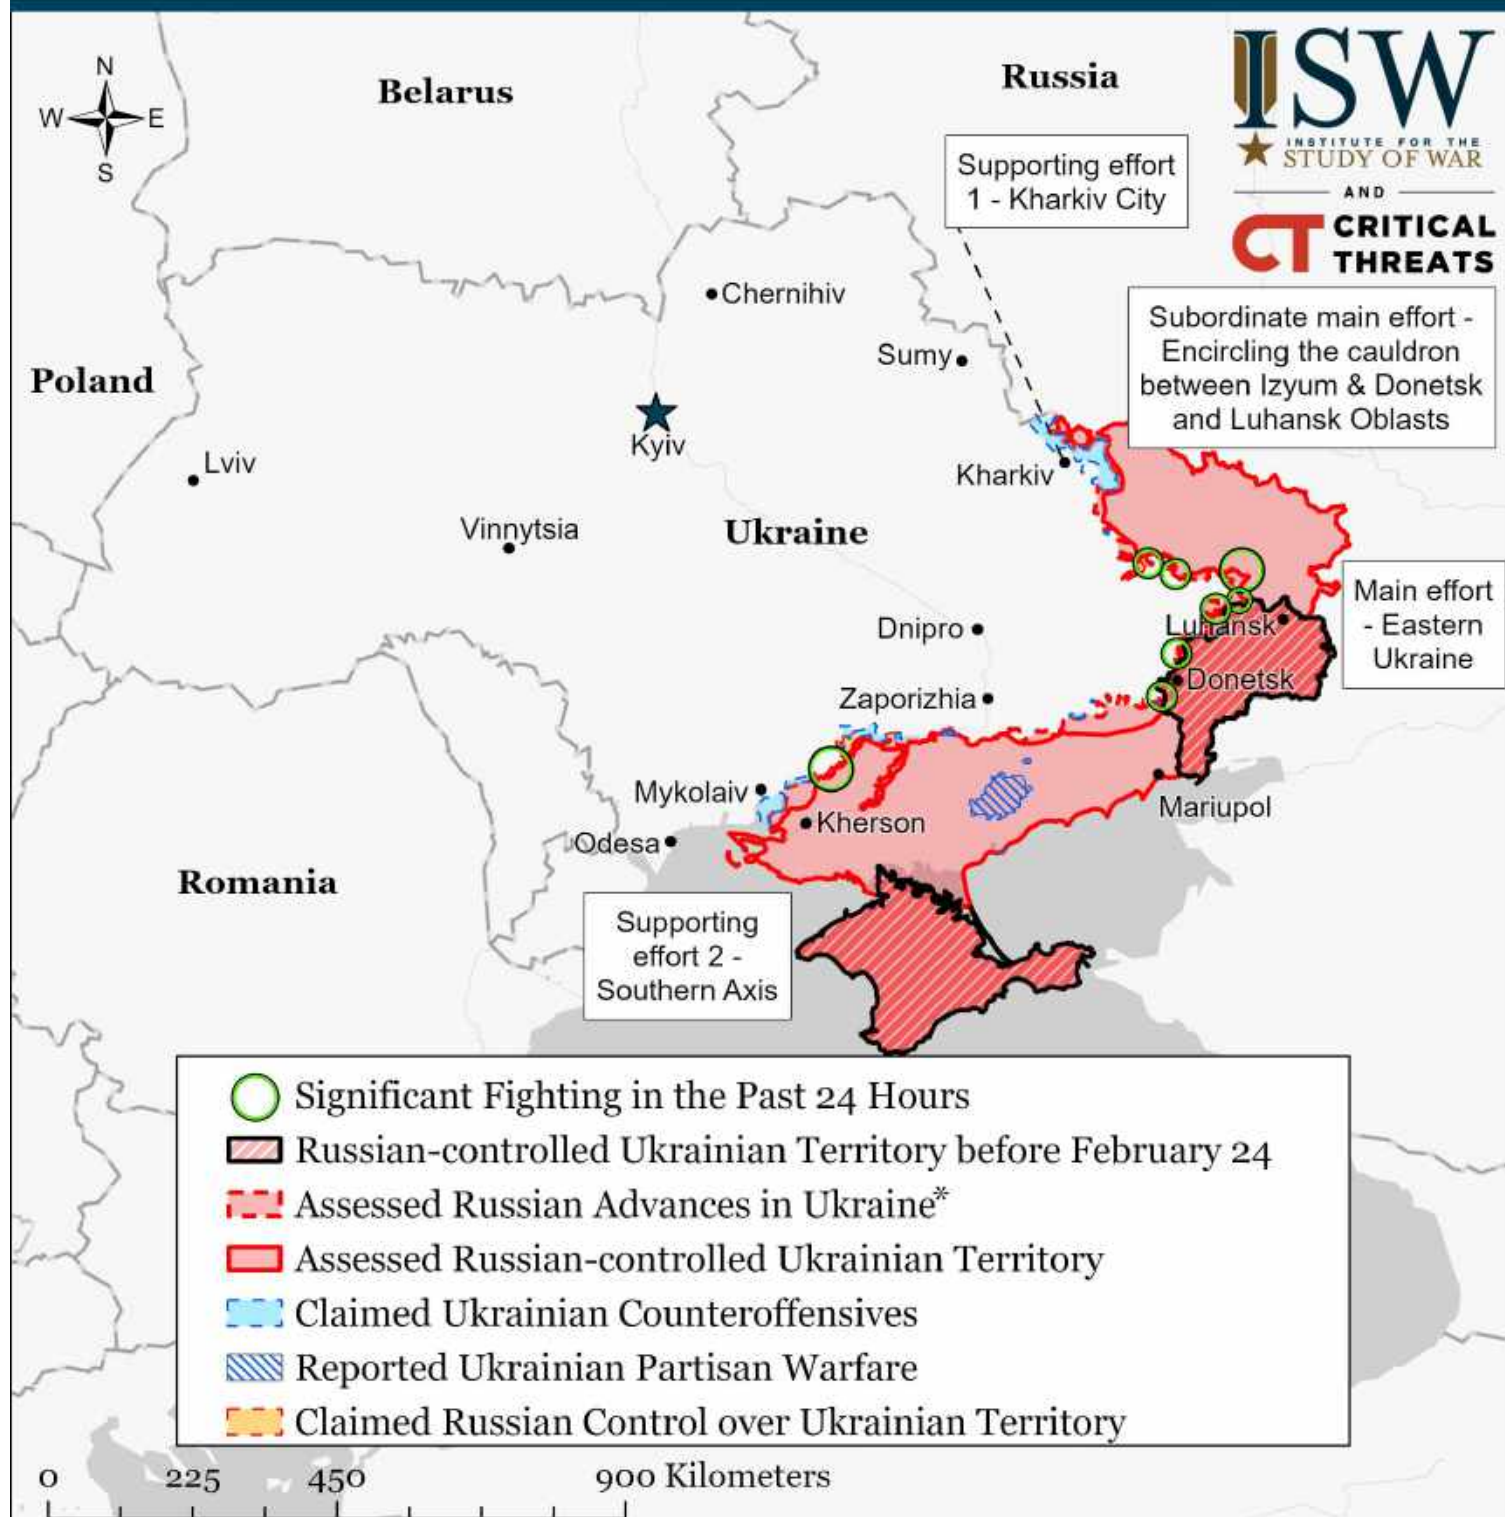 N
W
E
S
Belarus
Russia
ISW
INSTITUTE FOR THE
STUDY OF WAR
AND
CT CRITICAL
THREATS
Supporting effort
1 - Kharkiv City
Subordinate main effort -
Encircling the cauldron
between Izyum & Donetsk
and Luhansk Oblasts
Chernihiv
Sumy
Poland
Kyiv
Lviv
Kharkiv
Vinnytsia
Ukraine
Main effort
- Eastern
Ukraine
Dnipro
Luhansk
Donetsk
Zaporizhia
Mykolaiv
Mariupol
Kherson
Odesa
Romania
Supporting
effort 2 -
Southern Axis
Significant Fighting in the Past 24 Hours
Russian-controlled Ukrainian Territory before February 24
Assessed Russian Advances in Ukraine*
Assessed Russian-controlled Ukrainian Territory
Claimed Ukrainian Counteroffensives
Reported Ukrainian Partisan Warfare
Claimed Russian Control over Ukrainian Territory
0 225 450 900 Kilometers